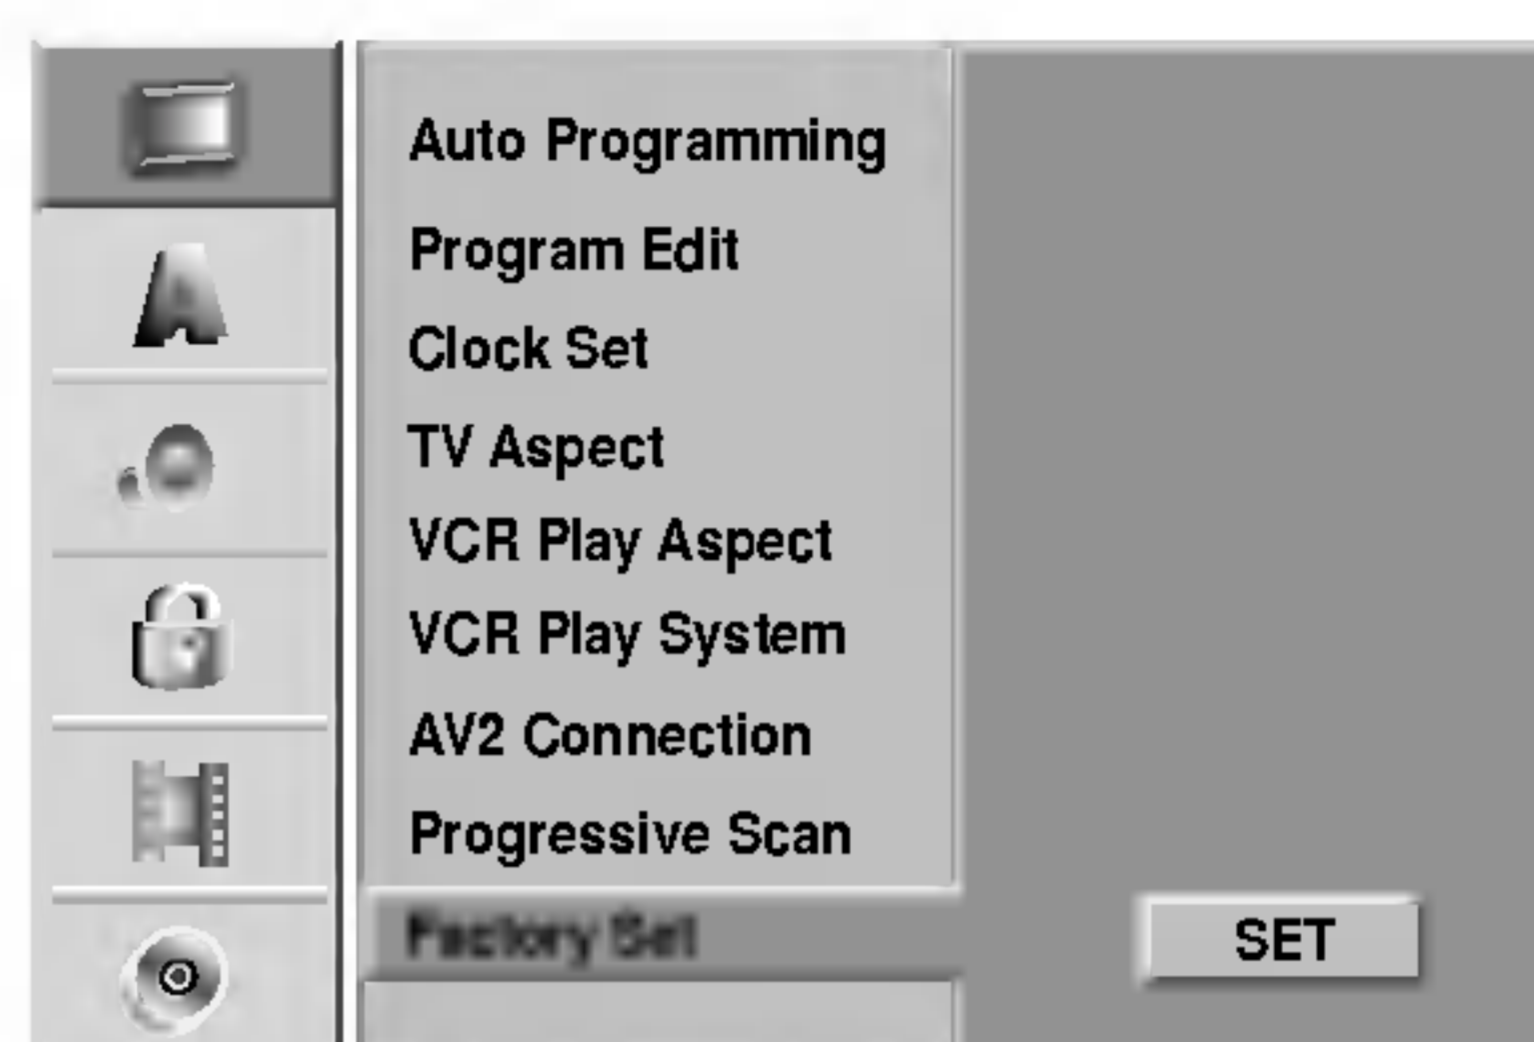 Auto Programming
Program Edit
Clock Set
TV Aspect
VCR Play Aspect
VCR Play System
AV2 Connection
Progressive Scan
Factory Set
SET